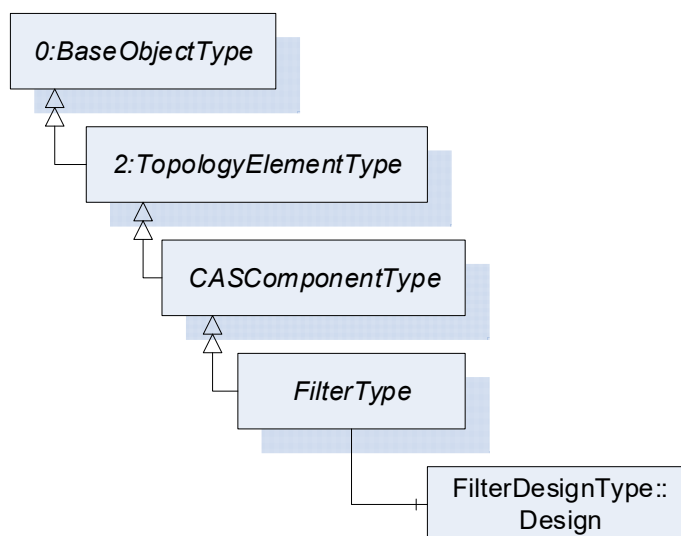 0:BaseObjectType
2:TopologyElementType
CASComponentType
FilterType
FilterDesignType::
Design